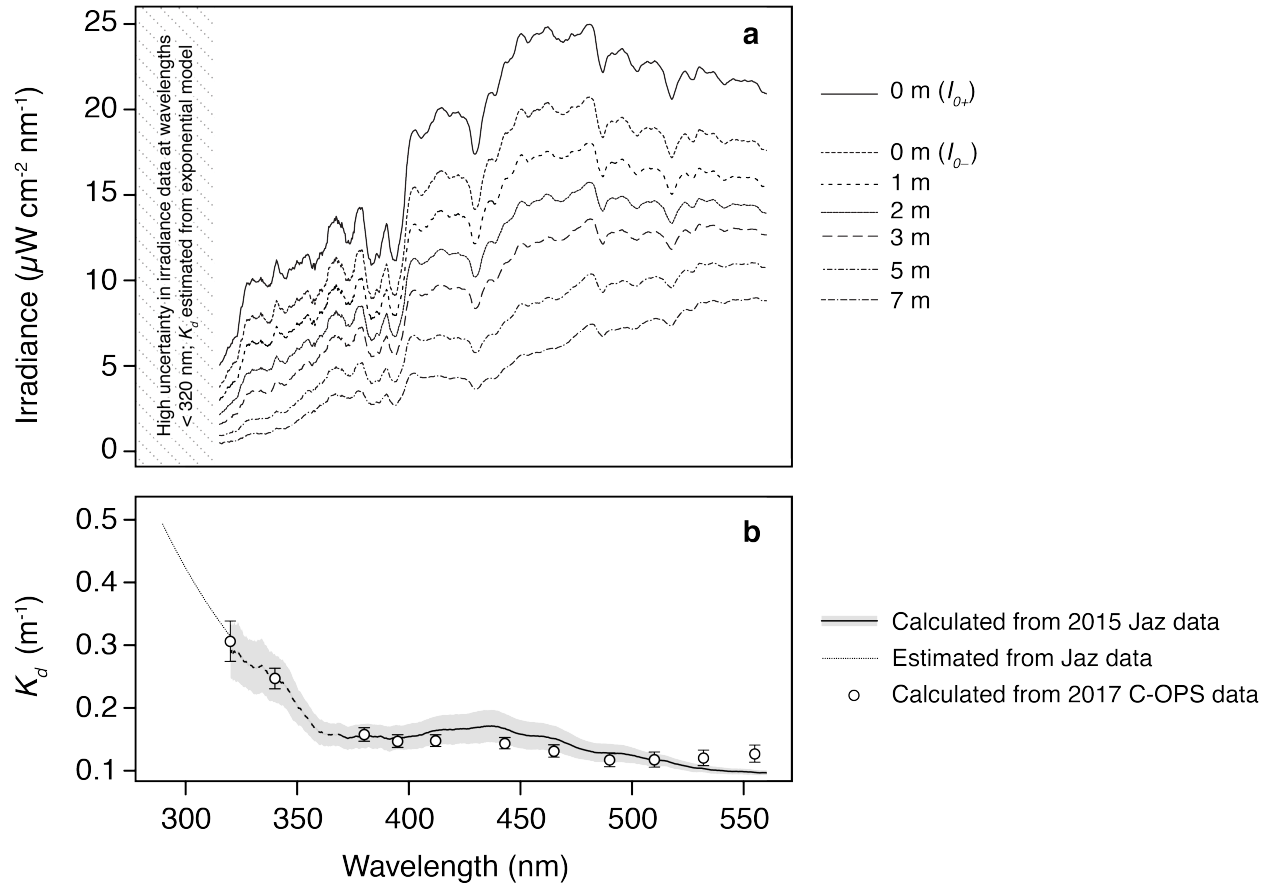 a
25
20
15
10
5
0
Irradiance (µW cm-2 nm-1)
High uncertainty in irradiance data at wavelengths
< 320 nm; Kd estimated from exponential model
0 m (I0+)
0 m (I0–)
1 m
2 m
3 m
5 m
7 m
b
0.5
0.4
0.3
0.2
0.1
Kd (m-1)
Calculated from 2015 Jaz data
Estimated from Jaz data
Calculated from 2017 C-OPS data
300 350 400 450 500 550
Wavelength (nm)